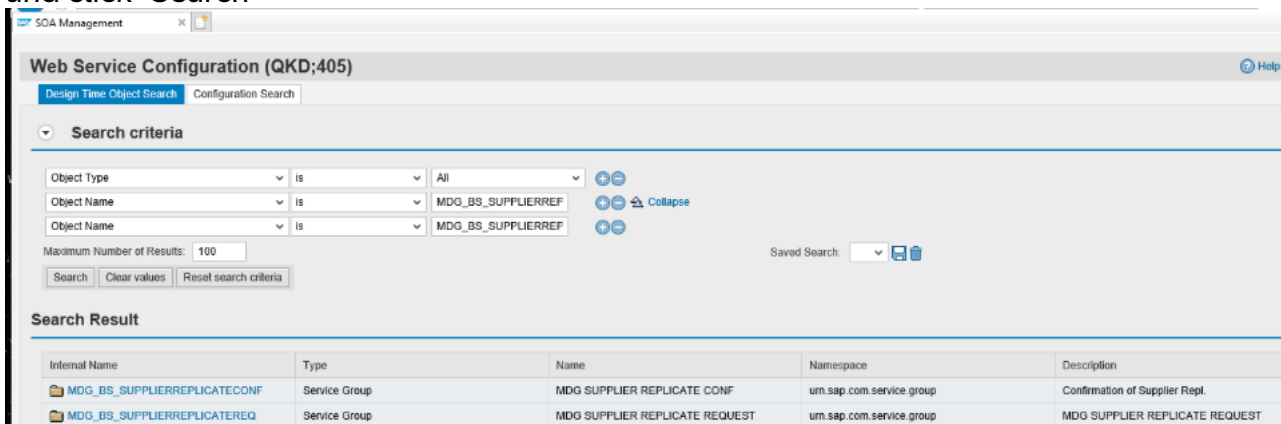 and click "Search"
SOA Management
Web Service Configuration (QKD;405)
Help
Design Time Object Search Configuration Search
Search criteria
Object Type is All
Object Name is MDG_BS_SUPPLIERREF Collapse
Object Name is MDG_BS_SUPPLIERREF
Maximum Number of Results: 100 Saved Search:
Search Clear values Reset search criteria
Search Result
Internal Name Type Name Namespace Description
MDG_BS_SUPPLIERREPLICATECONF Service Group MDG SUPPLIER REPLICATE CONF urn.sap.com.service.group Confirmation of Supplier Repl.
MDG_BS_SUPPLIERREPLICATEREQ Service Group MDG SUPPLIER REPLICATE REQUEST urn.sap.com.service.group MDG SUPPLIER REPLICATE REQUEST